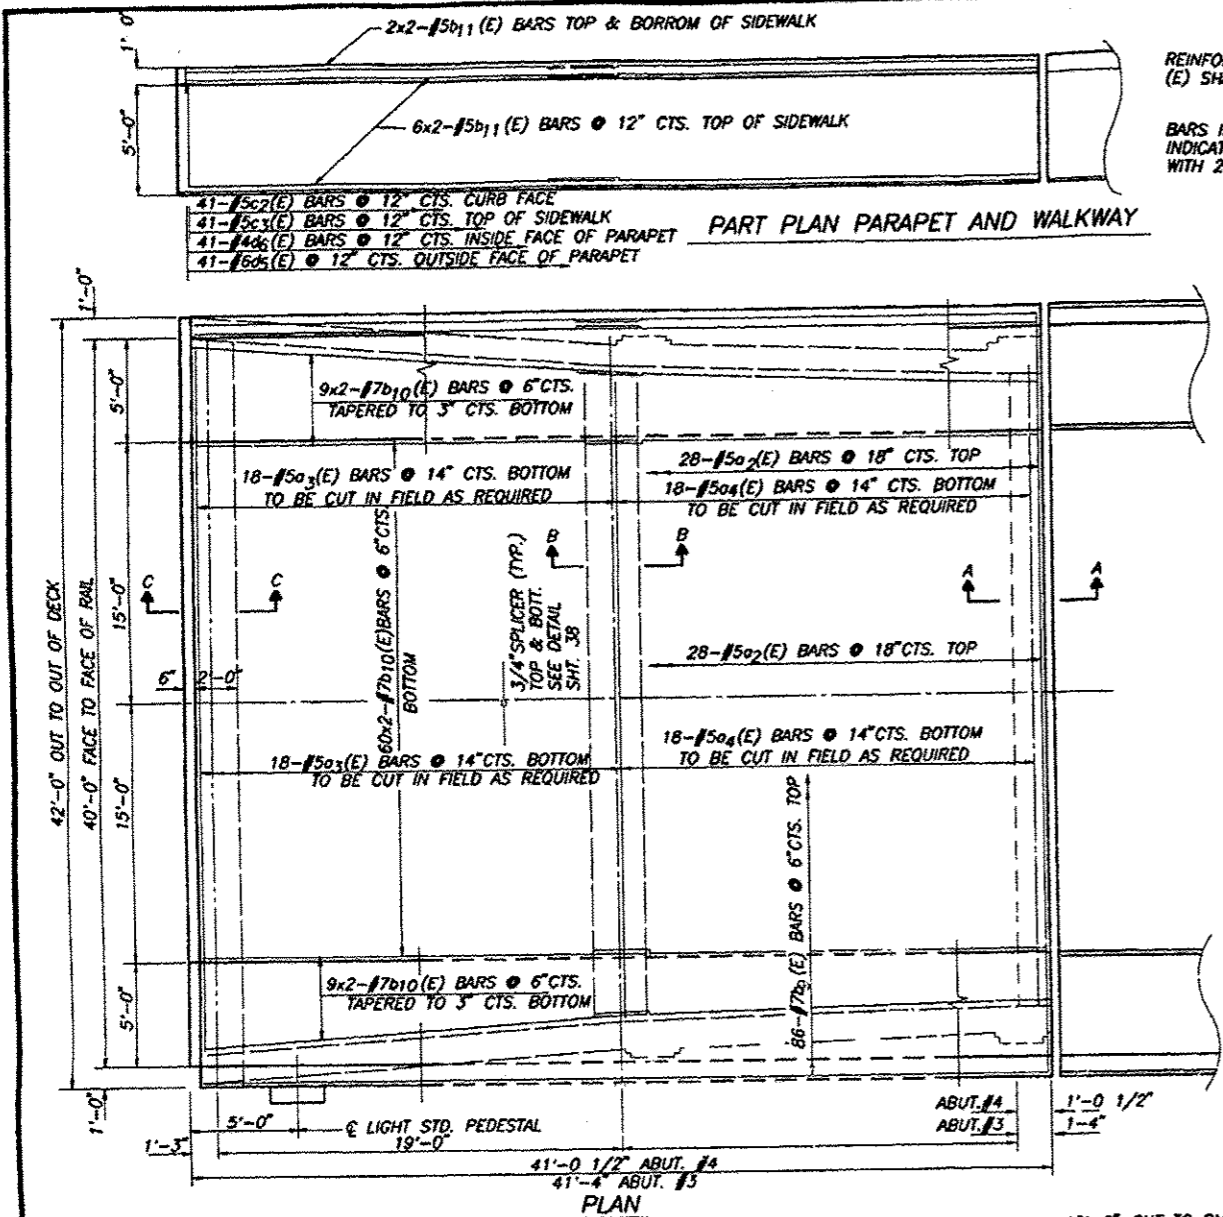 1'-0"
2x2-#5b11(E) BARS TOP & BORROM OF SIDEWALK
5'-0"
6x2-#5b11(E) BARS @ 12" CTS. TOP OF SIDEWALK
REINFO
(E) SH
BARS I
INDICAT
WITH 2
41-#5c2(E) BARS @ 12" CTS. CURB FACE
41-#5c3(E) BARS @ 12" CTS. TOP OF SIDEWALK
41-#4d6(E) BARS @ 12" CTS. INSIDE FACE OF PARAPET
41-#6d5(E) @ 12" CTS. OUTSIDE FACE OF PARAPET
PART PLAN PARAPET AND WALKWAY
1'-0"
5'-0"
9x2-#7b10(E) BARS @ 6"CTS.
TAPERED TO 3" CTS. BOTTOM
18-#5a3(E) BARS @ 14" CTS. BOTTOM
TO BE CUT IN FIELD AS REQUIRED
28-#5a2(E) BARS @ 18" CTS. TOP
18-#5a4(E) BARS @ 14" CTS. BOTTOM
TO BE CUT IN FIELD AS REQUIRED
42'-0" OUT TO OUT OF DECK
40'-0" FACE TO FACE OF RAIL
15'-0"
C
C
60x2-#7b10(E)BARS @ 6"CTS.
BOTTOM
3/4"SPLICER (TYP.)
TOP & BOTT.
SEE DETAIL
SHT. 38
B
B
A
A
28-#5a2(E) BARS @ 18"CTS. TOP
6"
2'-0"
15'-0"
18-#5a3(E) BARS @ 14"CTS. BOTTOM
TO BE CUT IN FIELD AS REQUIRED
18-#5a4(E) BARS @ 14"CTS. BOTTOM
TO BE CUT IN FIELD AS REQUIRED
86-#7b9(E) BARS @ 6"CTS. TOP
5'-0"
9x2-#7b10(E) BARS @ 6"CTS.
TAPERED TO 3" CTS. BOTTOM
1'-0"
5'-0"
℄ LIGHT STD. PEDESTAL
ABUT.#4
1'-0 1/2"
ABUT.#3
1-4"
1'-3"
19'-0"
41'-0 1/2" ABUT. #4
41'-4" ABUT. #3
PLAN